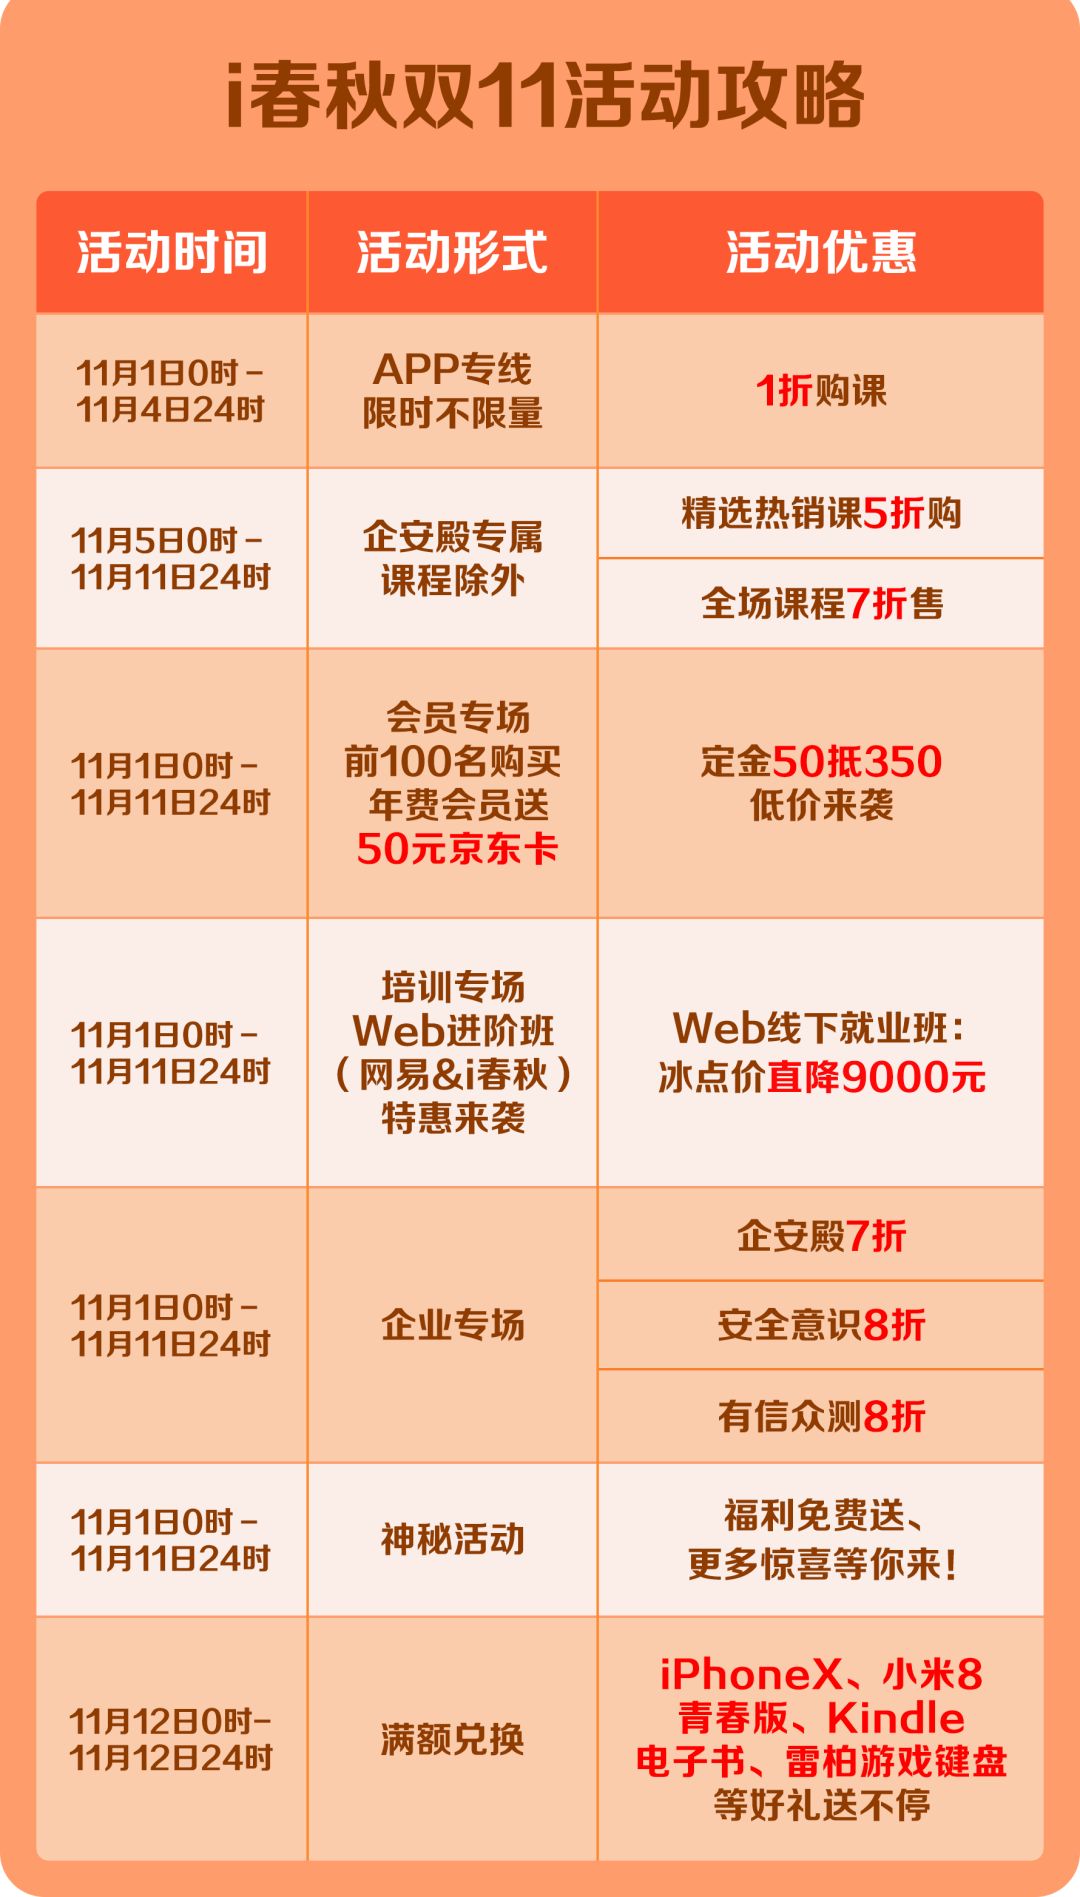 i春秋双11活动攻略
活动时间
活动形式
活动优惠
11月1日0时-
11月4日24时
APP专线
限时不限量
1折购课
11月5日0时-
11月11日24时
企安殿专属
课程除外
精选热销课5折购
全场课程7折售
11月1日0时-
11月11日24时
会员专场
前100名购买
年费会员送
50元京东卡
定金50抵350
低价来袭
11月1日0时-
11月11日24时
培训专场
Web进阶班
（网易&i春秋）
特惠来袭
Web线下就业班：
冰点价直降9000元
11月1日0时-
11月11日24时
企业专场
企安殿7折
安全意识8折
有信众测8折
11月1日0时-
11月11日24时
神秘活动
福利免费送、
更多惊喜等你来！
11月12日0时-
11月12日24时
满额兑换
iPhoneX、小米8
青春版、Kindle
电子书、雷柏游戏键盘
等好礼送不停